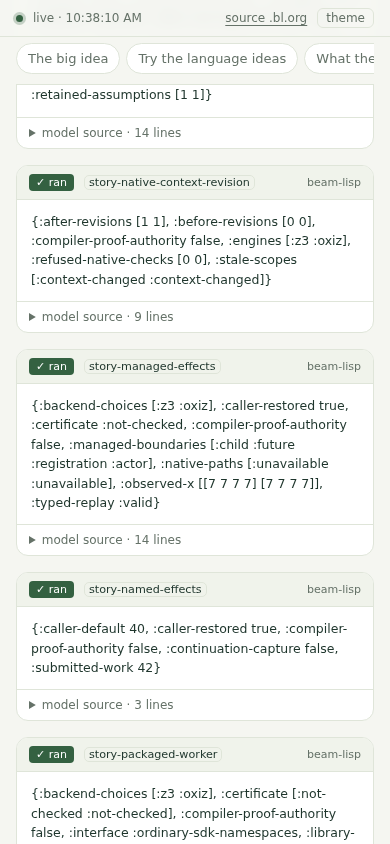 live · 10:38:10 AM
source .bl.org
theme
The big idea
Try the language ideas
What the
:retained-assumptions [1 1]}
▶ model source · 14 lines
✓ ran story-native-context-revision beam-lisp
{:after-revisions [1 1], :before-revisions [0 0],
:compiler-proof-authority false, :engines [:z3 :oxiz],
:refused-native-checks [0 0], :stale-scopes
[:context-changed :context-changed]}
▶ model source · 9 lines
✓ ran story-managed-effects beam-lisp
{:backend-choices [:z3 :oxiz], :caller-restored true,
:certificate :not-checked, :compiler-proof-authority
false, :managed-boundaries [:child :future
:registration :actor], :native-paths [:unavailable
:unavailable], :observed-x [[7 7 7 7] [7 7 7 7]],
:typed-replay :valid}
▶ model source · 14 lines
✓ ran story-named-effects beam-lisp
{:caller-default 40, :caller-restored true, :compiler-
proof-authority false, :continuation-capture false,
:submitted-work 42}
▶ model source · 3 lines
✓ ran story-packaged-worker beam-lisp
{:backend-choices [:z3 :oxiz], :certificate [:not-
checked :not-checked], :compiler-proof-authority
false, :interface :ordinary-sdk-namespaces, :library-